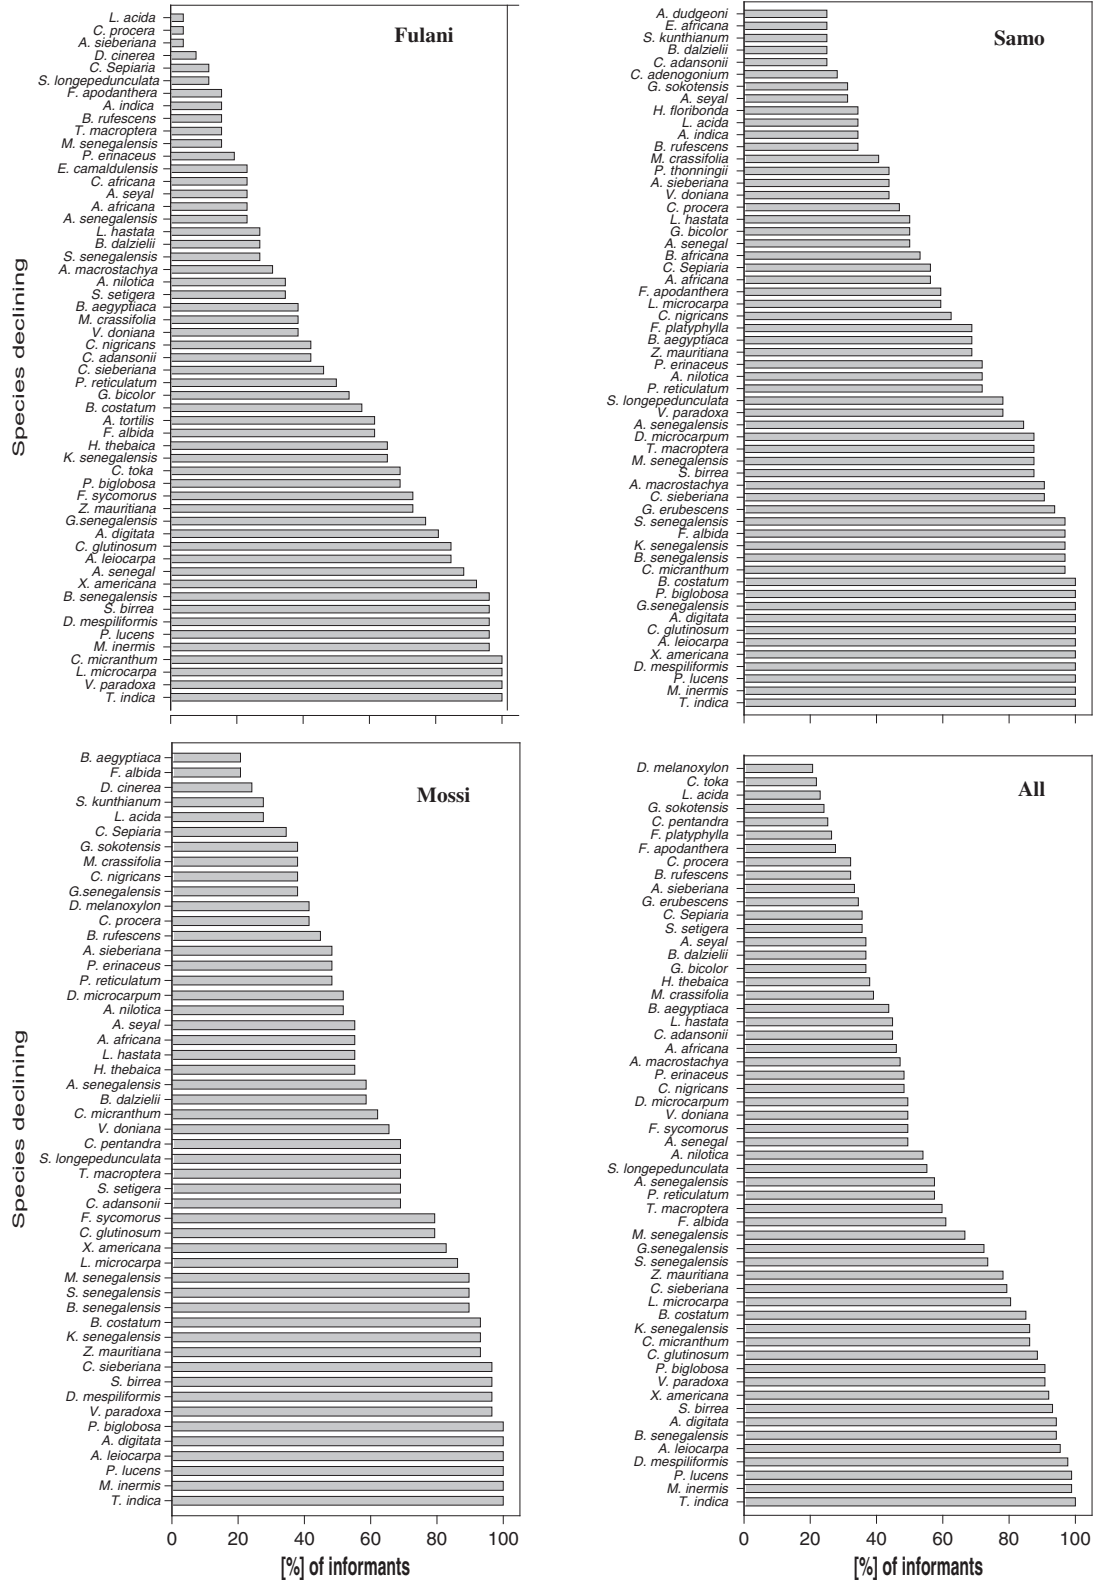 Fulani
Species declining
L. acida
C. procera
A. sieberiana
D. cinerea
C. Sepiaria
S. longepedunculata
F. apodanthera
A. indica
B. rufescens
T. macroptera
M. senegalensis
P. erinaceus
E. camaldulensis
C. africana
A. seyal
A. africana
A. senegalensis
L. hastata
B. dalzielii
S. senegalensis
A. macrostachya
A. nilotica
S. setigera
B. aegyptiaca
M. crassifolia
V. doniana
C. nigricans
C. adansonii
C. sieberiana
P. reticulatum
G. bicolor
B. costatum
A. tortilis
F. albida
H. thebaica
K. senegalensis
C. toka
P. biglobosa
F. sycomorus
Z. mauritiana
G.senegalensis
A. digitata
C. glutinosum
A. leiocarpa
A. senegal
X. americana
B. senegalensis
S. birrea
D. mespiliformis
P. lucens
M. inermis
C. micranthum
L. microcarpa
V. paradoxa
T. indica
Samo
A. dudgeoni
E. africana
S. kunthianum
B. dalzielii
C. adansonii
C. adenogonium
G. sokotensis
A. seyal
H. floribonda
L. acida
A. indica
B. rufescens
M. crassifolia
P. thonningii
A. sieberiana
V. doniana
C. procera
L. hastata
G. bicolor
A. senegal
B. africana
C. Sepiaria
A. africana
F. apodanthera
L. microcarpa
C. nigricans
F. platyphylla
B. aegyptiaca
Z. mauritiana
P. erinaceus
A. nilotica
P. reticulatum
S. longepedunculata
V. paradoxa
A. senegalensis
D. microcarpum
T. macroptera
M. senegalensis
S. birrea
A. macrostachya
C. sieberiana
G. erubescens
S. senegalensis
F. albida
K. senegalensis
B. senegalensis
C. micranthum
B. costatum
P. biglobosa
G.senegalensis
A. digitata
C. glutinosum
A. leiocarpa
X. americana
D. mespiliformis
P. lucens
M. inermis
T. indica
Mossi
Species declining
B. aegyptiaca
F. albida
D. cinerea
S. kunthianum
L. acida
C. Sepiaria
G. sokotensis
M. crassifolia
C. nigricans
G.senegalensis
D. melanoxylon
C. procera
B. rufescens
A. sieberiana
P. erinaceus
P. reticulatum
D. microcarpum
A. nilotica
A. seyal
A. africana
L. hastata
H. thebaica
A. senegalensis
B. dalzielii
C. micranthum
V. doniana
C. pentandra
S. longepedunculata
T. macroptera
S. setigera
C. adansonii
F. sycomorus
C. glutinosum
X. americana
L. microcarpa
M. senegalensis
S. senegalensis
B. senegalensis
B. costatum
K. senegalensis
Z. mauritiana
C. sieberiana
S. birrea
D. mespiliformis
V. paradoxa
P. biglobosa
A. digitata
A. leiocarpa
P. lucens
M. inermis
T. indica
0 20 40 60 80 100
[%] of informants
All
D. melanoxylon
C. toka
L. acida
G. sokotensis
C. pentandra
F. platyphylla
F. apodanthera
C. procera
B. rufescens
A. sieberiana
G. erubescens
C. Sepiaria
S. setigera
A. seyal
B. dalzielii
G. bicolor
H. thebaica
M. crassifolia
B. aegyptiaca
L. hastata
C. adansonii
A. africana
A. macrostachya
P. erinaceus
C. nigricans
D. microcarpum
V. doniana
F. sycomorus
A. senegal
A. nilotica
S. longepedunculata
A. senegalensis
P. reticulatum
T. macroptera
F. albida
M. senegalensis
G.senegalensis
S. senegalensis
Z. mauritiana
C. sieberiana
L. microcarpa
B. costatum
K. senegalensis
C. micranthum
C. glutinosum
P. biglobosa
V. paradoxa
X. americana
S. birrea
A. digitata
B. senegalensis
A. leiocarpa
D. mespiliformis
P. lucens
M. inermis
T. indica
0 20 40 60 80 100
[%] of informants